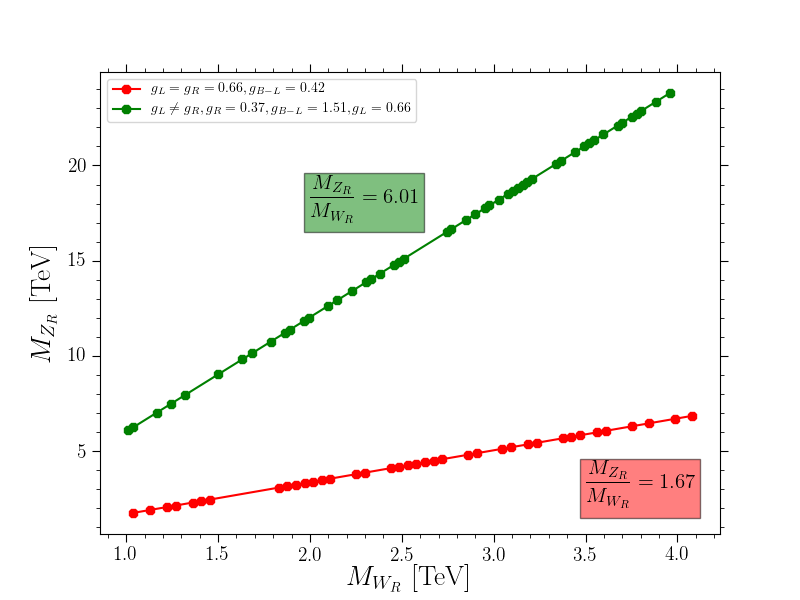 g_L = g_R = 0.66, g_{B-L} = 0.42
g_L ≠ g_R, g_R = 0.37, g_{B-L} = 1.51, g_L = 0.66
M_{Z_R} / M_{W_R} = 6.01
M_{Z_R} / M_{W_R} = 1.67
M_{Z_R} [TeV]
20
15
10
5
1.0 1.5 2.0 2.5 3.0 3.5 4.0
M_{W_R} [TeV]